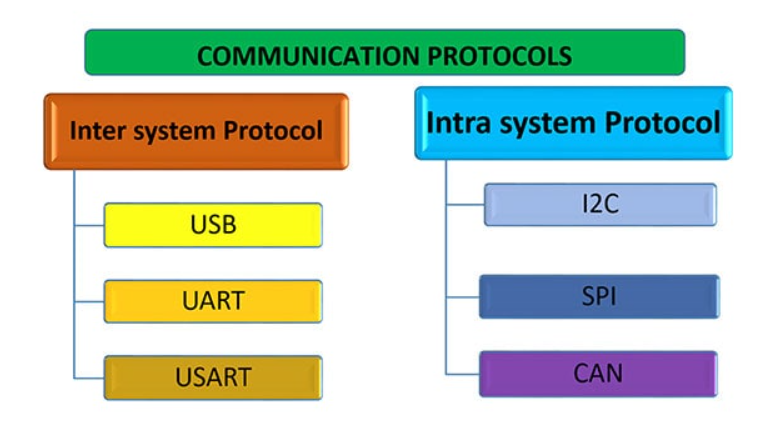 COMMUNICATION PROTOCOLS
Inter system Protocol
USB
UART
USART
Intra system Protocol
I2C
SPI
CAN